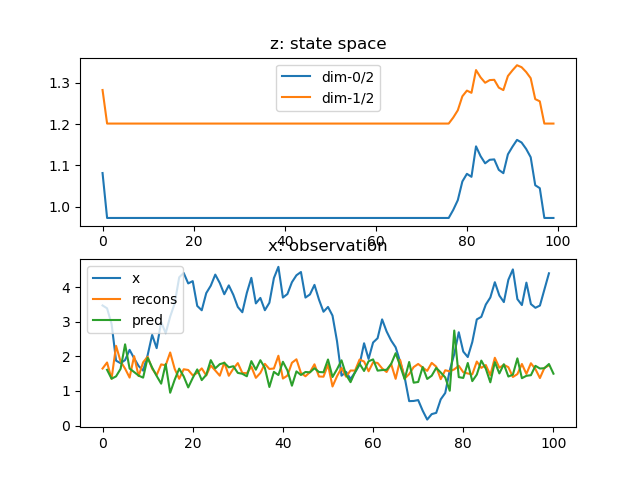 z: state space
dim-0/2
dim-1/2
1.3
1.2
1.1
1.0
0 20 40 60 80 100
x: observation
x
recons
pred
4
3
2
1
0
0 20 40 60 80 100